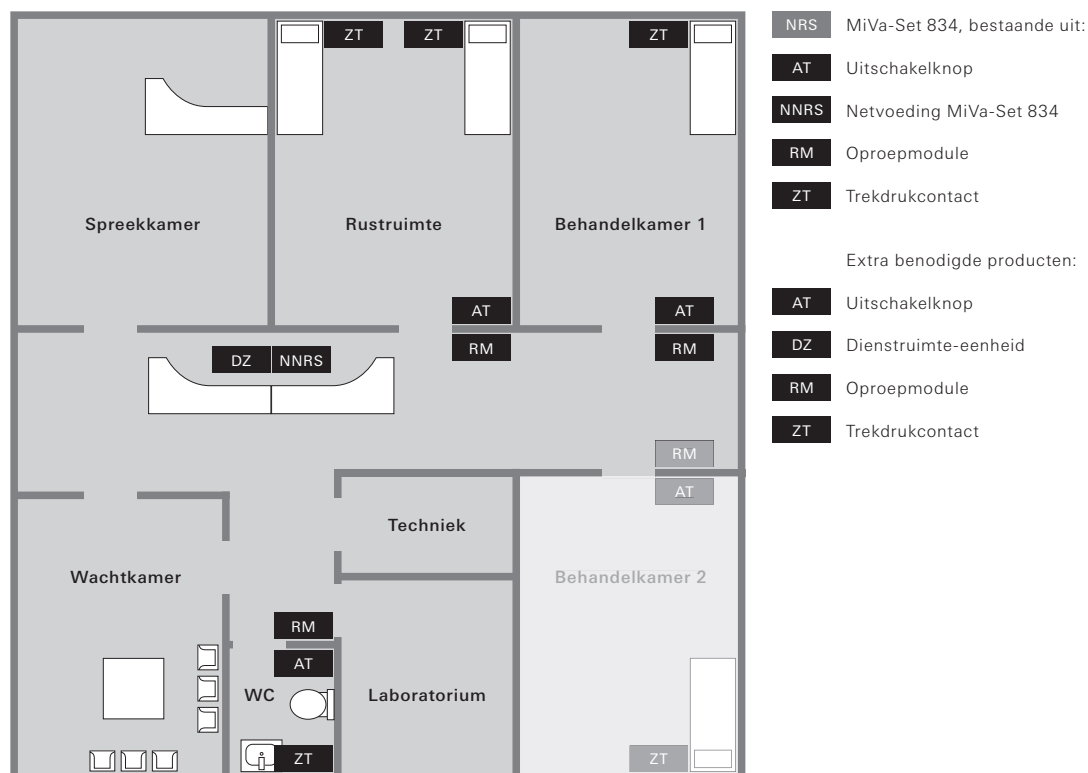 ZT ZT ZT
Spreekkamer Rustruimte Behandelkamer 1
AT AT
DZ NNRS RM RM
RM
AT
Techniek
Wachtkamer Behandelkamer 2
RM
AT
WC Laboratorium
ZT ZT
NRS MiVa-Set 834, bestaande uit:
AT Uitschakelknop
NNRS Netvoeding MiVa-Set 834
RM Oproepmodule
ZT Trekdrukcontact
Extra benodigde producten:
AT Uitschakelknop
DZ Dienstruimte-eenheid
RM Oproepmodule
ZT Trekdrukcontact